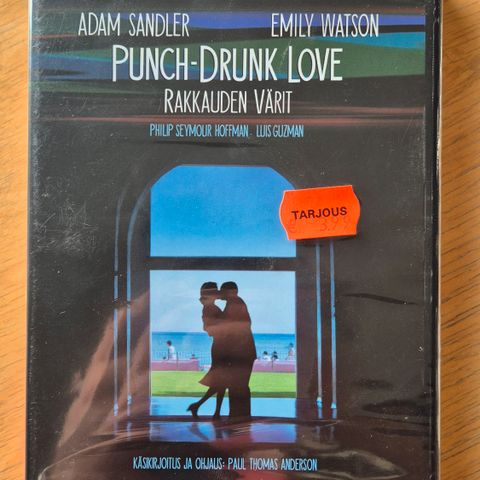 ADAM SANDLER EMILY WATSON
PUNCH-DRUNK LOVE
RAKKAUDEN VÄRIT
PHILIP SEYMOUR HOFFMAN LUIS GUZMAN
TARJOUS
KÄSIKIRJOITUS JA OHJAUS: PAUL THOMAS ANDERSON